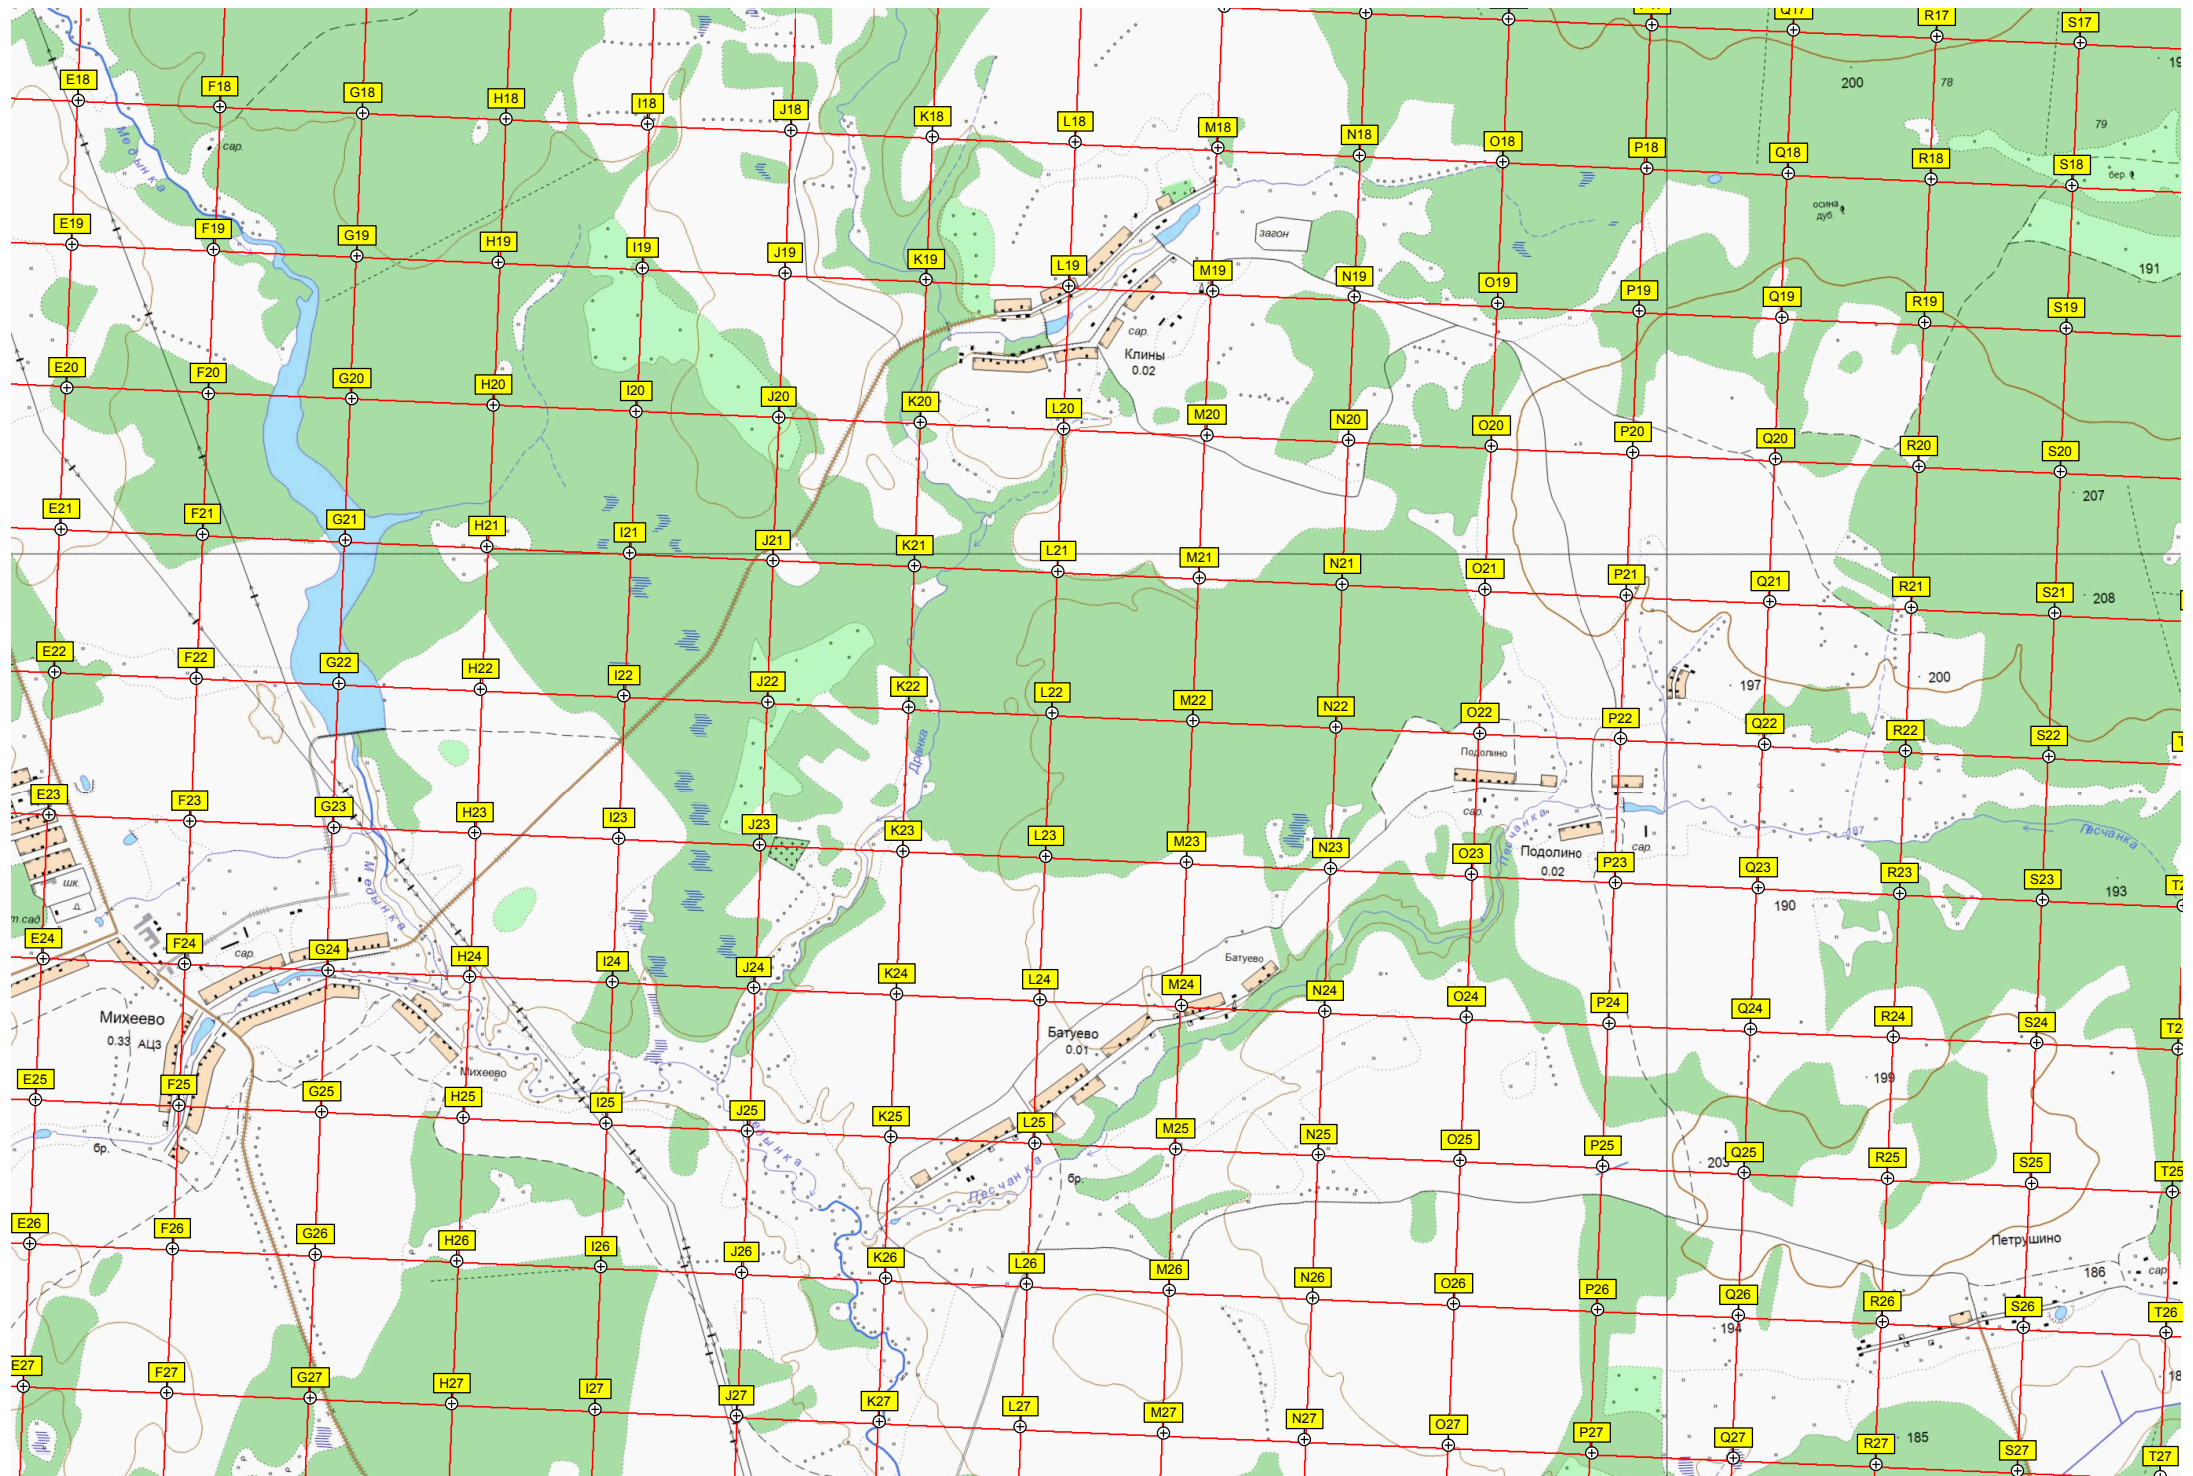 Q17
R17
S17
200
78
79
E18
F18
G18
H18
I18
J18
K18
L18
M18
N18
O18
P18
Q18
R18
S18
Медынка
сар.
бер.
осина
дуб.
загон
191
E19
F19
G19
H19
I19
J19
K19
L19
M19
N19
O19
P19
Q19
R19
S19
сар.
Клины
0.02
E20
F20
G20
H20
I20
J20
K20
L20
M20
N20
O20
P20
Q20
R20
S20
207
E21
F21
G21
H21
I21
J21
K21
L21
M21
N21
O21
P21
Q21
R21
S21
208
E22
F22
G22
H22
I22
J22
K22
L22
M22
N22
O22
P22
Q22
R22
S22
197
200
Дранка
Подолино
E23
F23
G23
H23
I23
J23
K23
L23
M23
N23
O23
P23
Q23
R23
S23
сар.
Песчанка
Подолино
0.02
сар.
187
Песчанка
193
190
шк.
Медынка
E24
F24
G24
H24
I24
J24
K24
L24
M24
N24
O24
P24
Q24
R24
S24
сар.
Батуево
Михеево
0.33 АЦЗ
Батуево
0.01
Михеево
199
E25
F25
G25
H25
I25
J25
K25
L25
M25
N25
O25
P25
Q25
R25
S25
T25
бр.
Песчанка
бр.
203
E26
F26
G26
H26
I26
J26
K26
L26
M26
N26
O26
P26
Q26
R26
S26
T26
Петрушино
186
сар.
194
E27
F27
G27
H27
I27
J27
K27
L27
M27
N27
O27
P27
Q27
R27
S27
T27
185